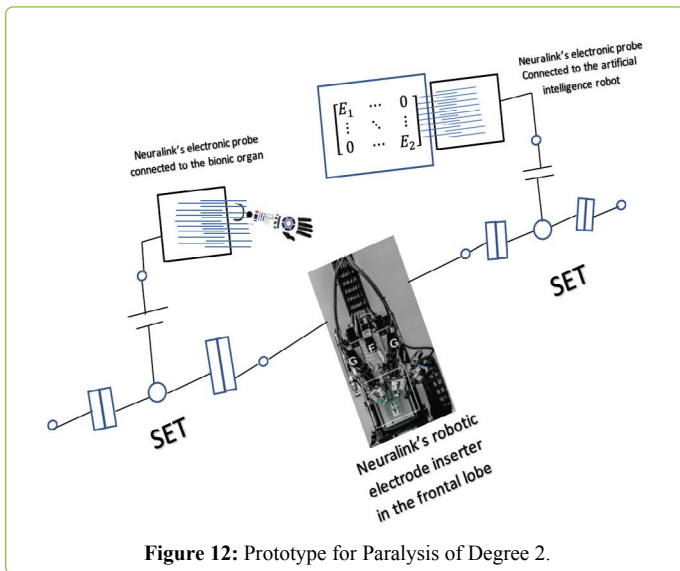 Neuralink's electronic probe
Connected to the artificial
intelligence robot
E₁ ⋯ 0
⋮ ⋱ ⋮
0 ⋯ E₂
Neuralink's electronic probe
connected to the bionic organ
SET
G F G
SET
Neuralink's robotic
electrode inserter
in the frontal lobe
Figure 12: Prototype for Paralysis of Degree 2.